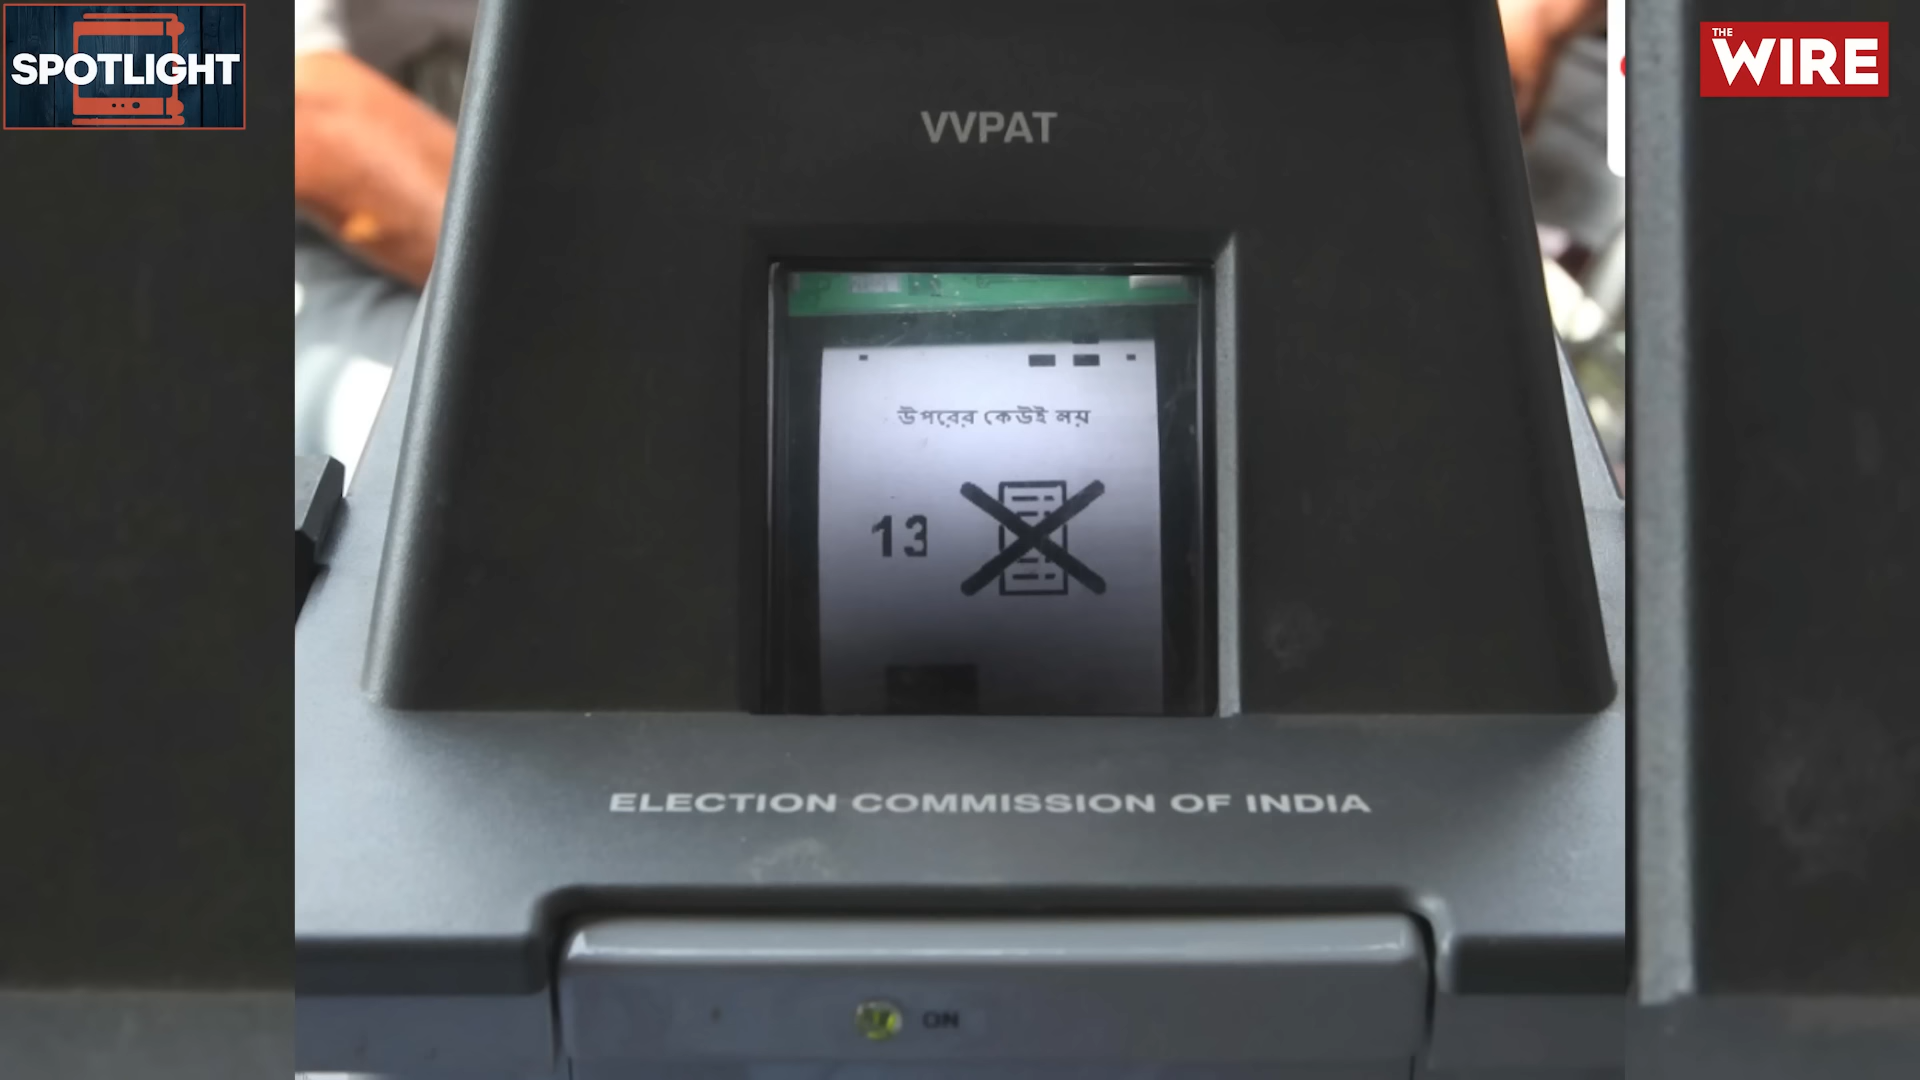 SPOTLIGHT
THE
WIRE
VVPAT
উপরের কেউই নয়
13
ELECTION COMMISSION OF INDIA
ON